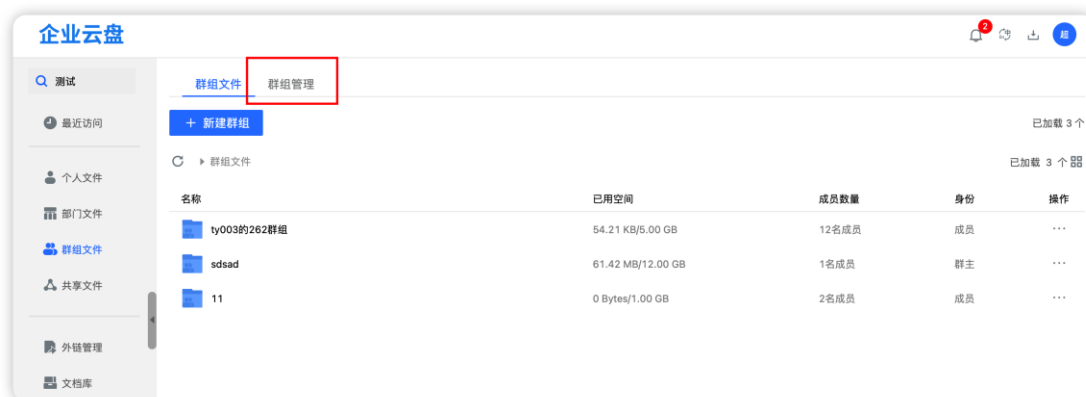 企业云盘
2
超
测试
最近访问
个人文件
部门文件
群组文件
共享文件
外链管理
文档库
群组文件 群组管理
+ 新建群组
已加载 3 个
群组文件
已加载 3 个
名称 已用空间 成员数量 身份 操作
ty003的262群组 54.21 KB/5.00 GB 12名成员 成员 ···
sdsad 61.42 MB/12.00 GB 1名成员 群主 ···
11 0 Bytes/1.00 GB 2名成员 成员 ···